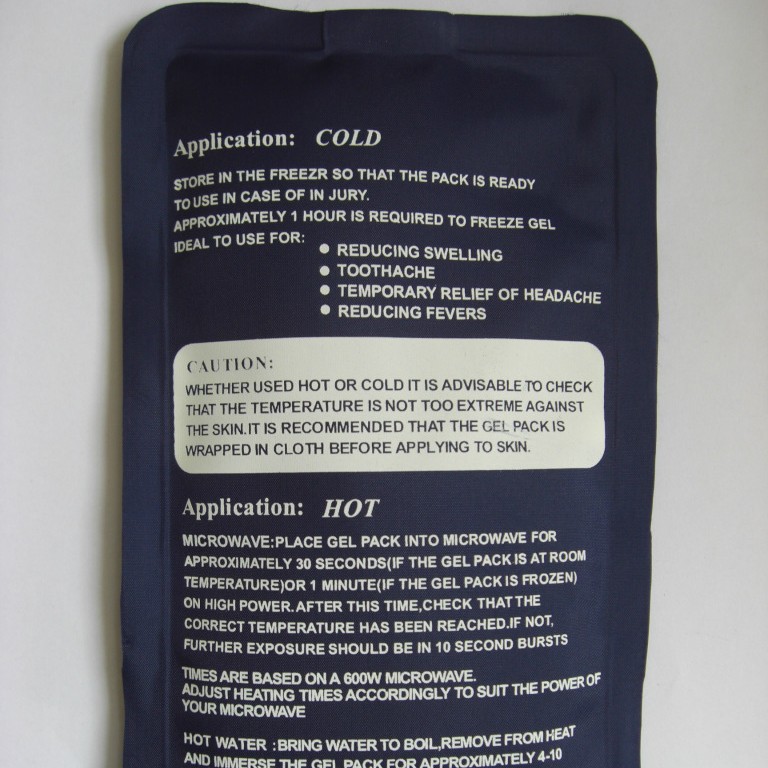 Application: COLD
STORE IN THE FREEZR SO THAT THE PACK IS READY
TO USE IN CASE OF IN JURY.
APPROXIMATELY 1 HOUR IS REQUIRED TO FREEZE GEL
IDEAL TO USE FOR:
● REDUCING SWELLING
● TOOTHACHE
● TEMPORARY RELIEF OF HEADACHE
● REDUCING FEVERS
CAUTION:
WHETHER USED HOT OR COLD IT IS ADVISABLE TO CHECK
THAT THE TEMPERATURE IS NOT TOO EXTREME AGAINST
THE SKIN.IT IS RECOMMENDED THAT THE GEL PACK IS
WRAPPED IN CLOTH BEFORE APPLYING TO SKIN.
Application: HOT
MICROWAVE:PLACE GEL PACK INTO MICROWAVE FOR
APPROXIMATELY 30 SECONDS(IF THE GEL PACK IS AT ROOM
TEMPERATURE)OR 1 MINUTE(IF THE GEL PACK IS FROZEN)
ON HIGH POWER.AFTER THIS TIME,CHECK THAT THE
CORRECT TEMPERATURE HAS BEEN REACHED.IF NOT,
FURTHER EXPOSURE SHOULD BE IN 10 SECOND BURSTS
TIMES ARE BASED ON A 600W MICROWAVE.
ADJUST HEATING TIMES ACCORDINGLY TO SUIT THE POWER OF
YOUR MICROWAVE
HOT WATER :BRING WATER TO BOIL,REMOVE FROM HEAT
AND IMMERSE THE GEL PACK FOR APPROXIMATELY 4-10